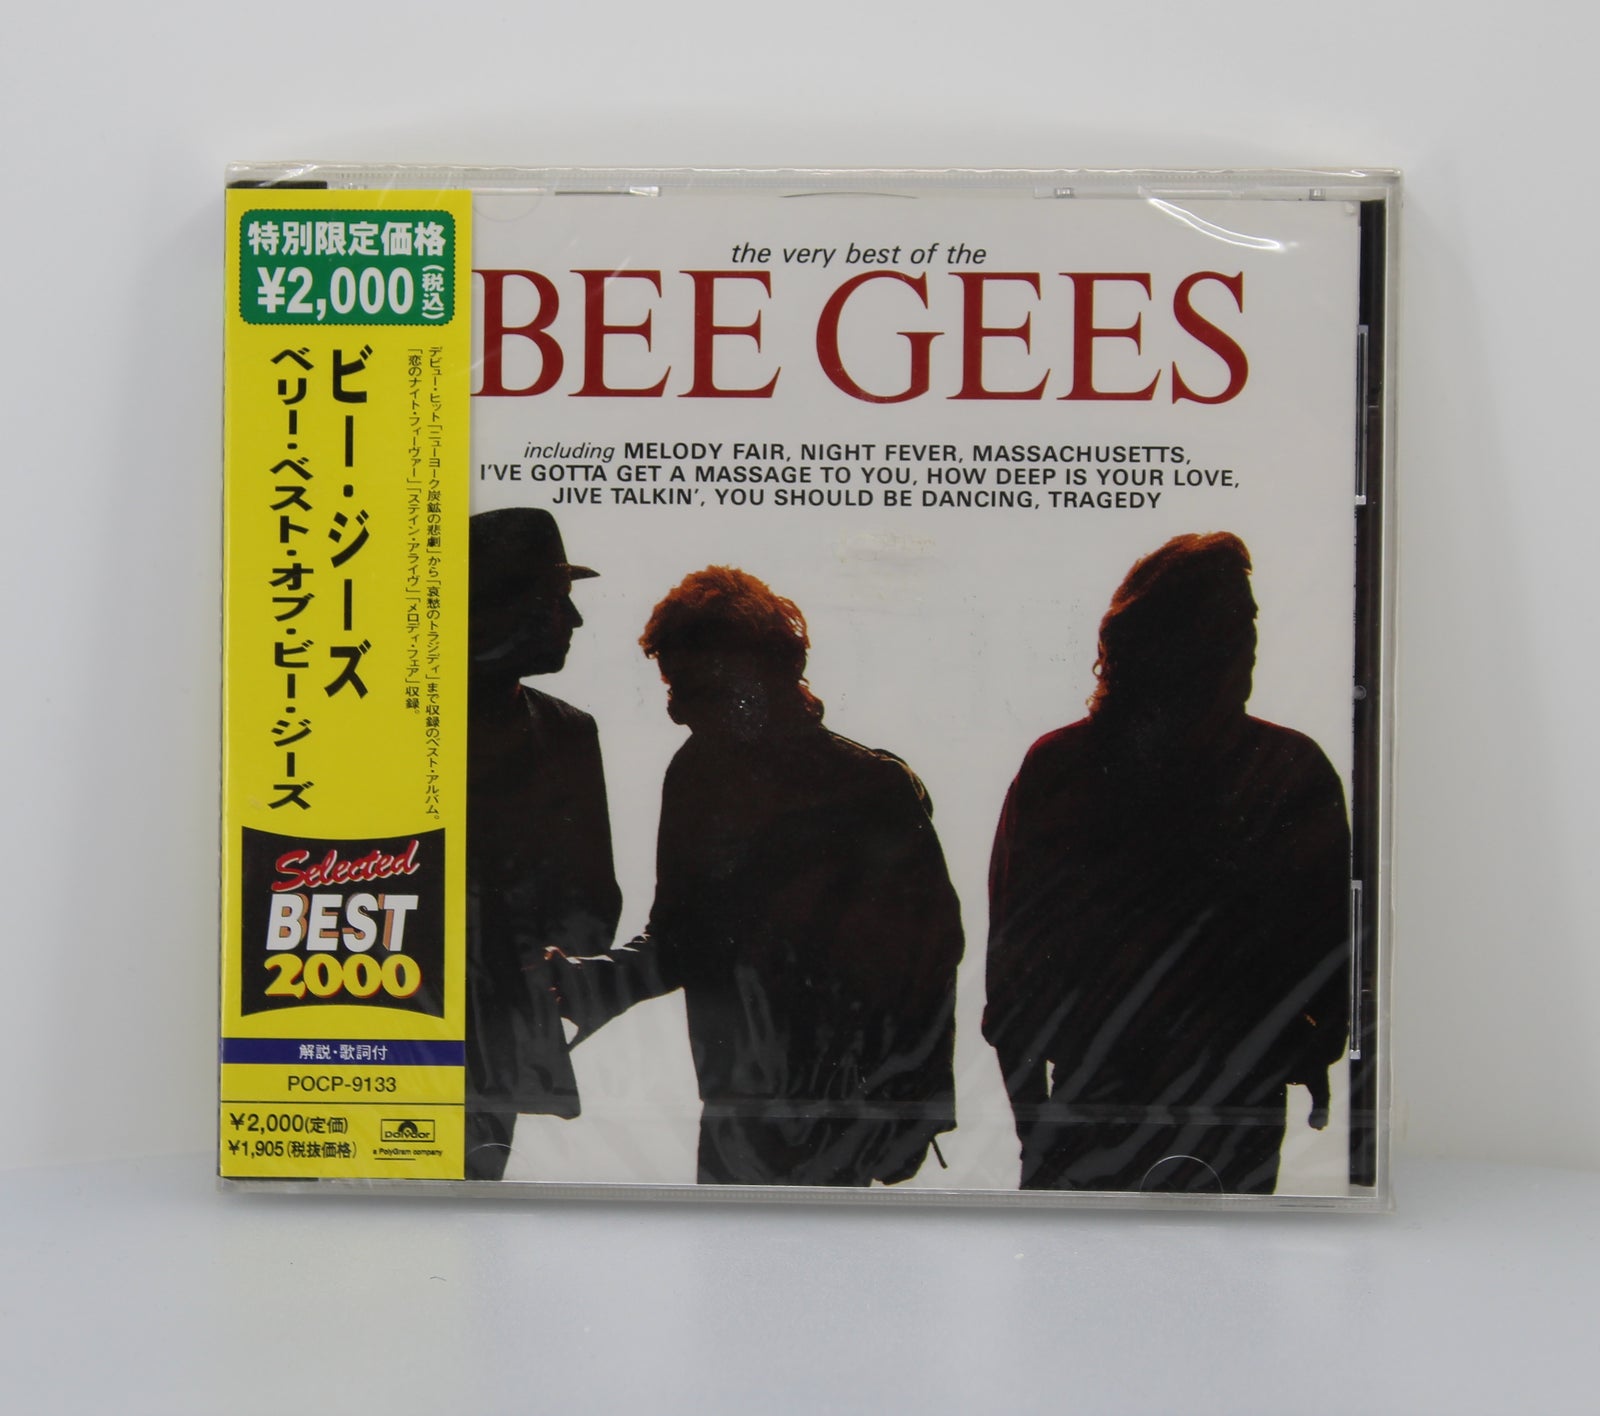 特別限定価格
¥2,000(税込)
デビュー・ヒット「ニューヨーク炭鉱の悲劇」から「哀愁のトラジディ」まで収録のベスト・アルバム。
「恋のナイト・フィーヴァー」「ステイン・アライヴ」「メロディ・フェア」収録。
ビー・ジーズ
ベリー・ベスト・オブ・ビー・ジーズ
Selected
BEST
2000
解説・歌詞付
POCP-9133
¥2,000(定価)
¥1,905(税抜価格)
polydor
a PolyGram company
the very best of the
BEE GEES
including MELODY FAIR, NIGHT FEVER, MASSACHUSETTS,
I'VE GOTTA GET A MASSAGE TO YOU, HOW DEEP IS YOUR LOVE,
JIVE TALKIN', YOU SHOULD BE DANCING, TRAGEDY